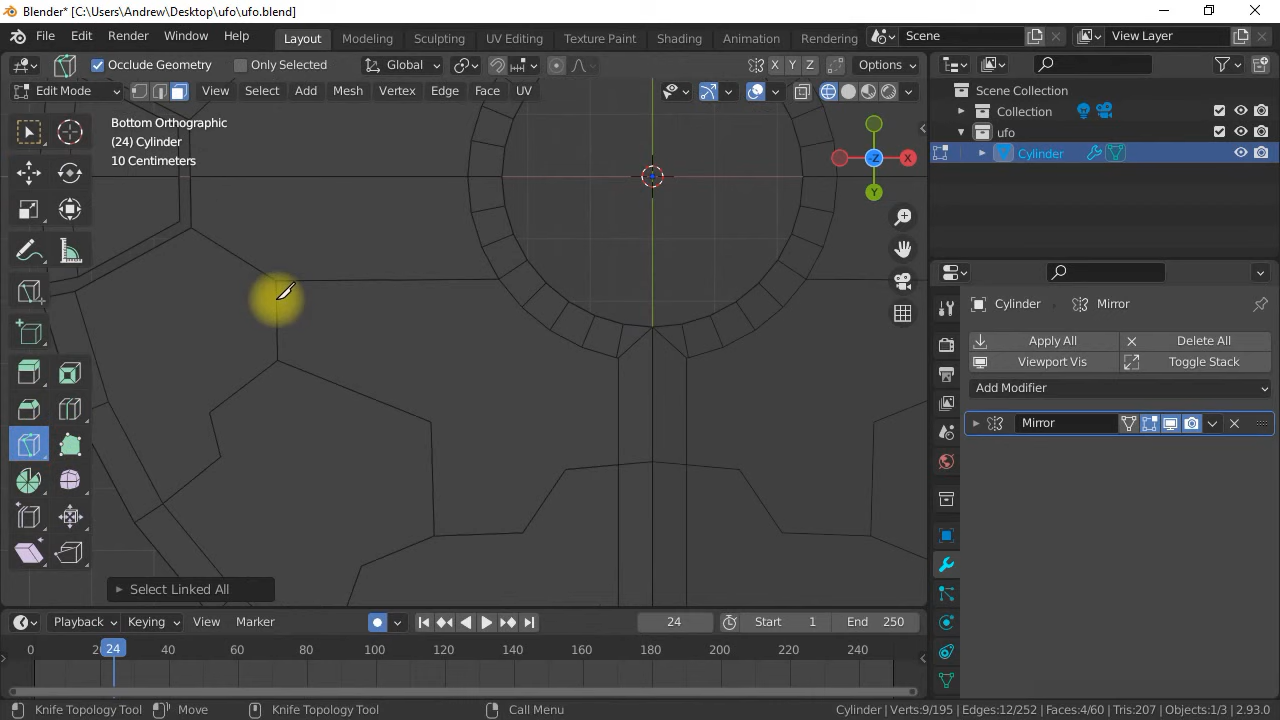 Blender* [C:\Users\Andrew\Desktop\ufo\ufo.blend]
File Edit Render Window Help Layout Modeling Sculpting UV Editing Texture Paint Shading Animation Rendering Scene View Layer
Occlude Geometry Only Selected Global X Y Z Options
Edit Mode View Select Add Mesh Vertex Edge Face UV
Bottom Orthographic
(24) Cylinder
10 Centimeters
-Z X Y
Scene Collection
Collection
ufo
Cylinder
Cylinder Mirror
Apply All Delete All
Viewport Vis Toggle Stack
Add Modifier
Mirror
Select Linked All
Playback Keying View Marker 24 Start 1 End 250
0 20 24 40 60 80 100 120 140 160 180 200 220 240
Knife Topology Tool Move Knife Topology Tool Call Menu Cylinder | Verts:9/195 | Edges:12/252 | Faces:4/60 | Tris:207 | Objects:1/3 | 2.93.0